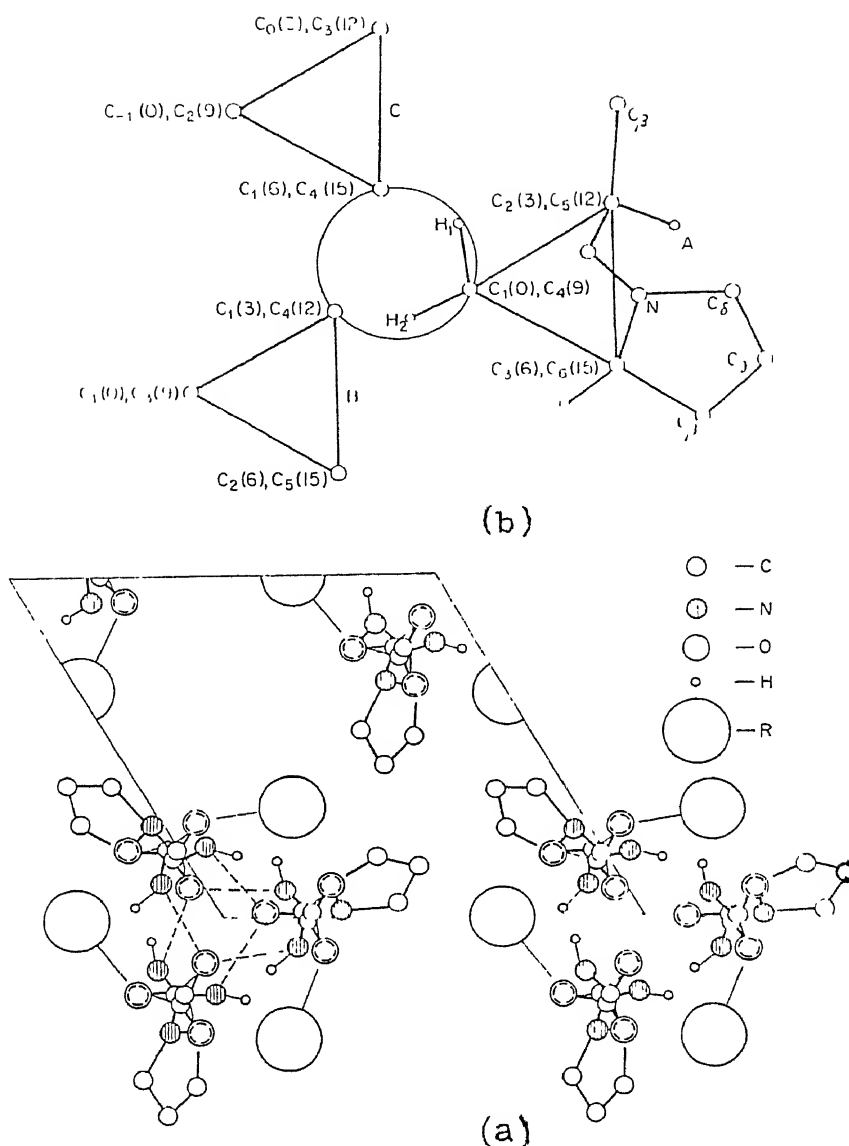 C₀(Z), C₃(12)
C₋₁(0), C₂(9)
C
C₁(6), C₄(15)
C₂(3), C₅(12)
H₁
A
C₁(0), C₄(9)
C₁(3), C₄(12)
H₂
N
Cδ
C₃(6), C₆(15)
B
C₂(6), C₅(15)
(b)
— C
— N
— O
— H
— R
(a)